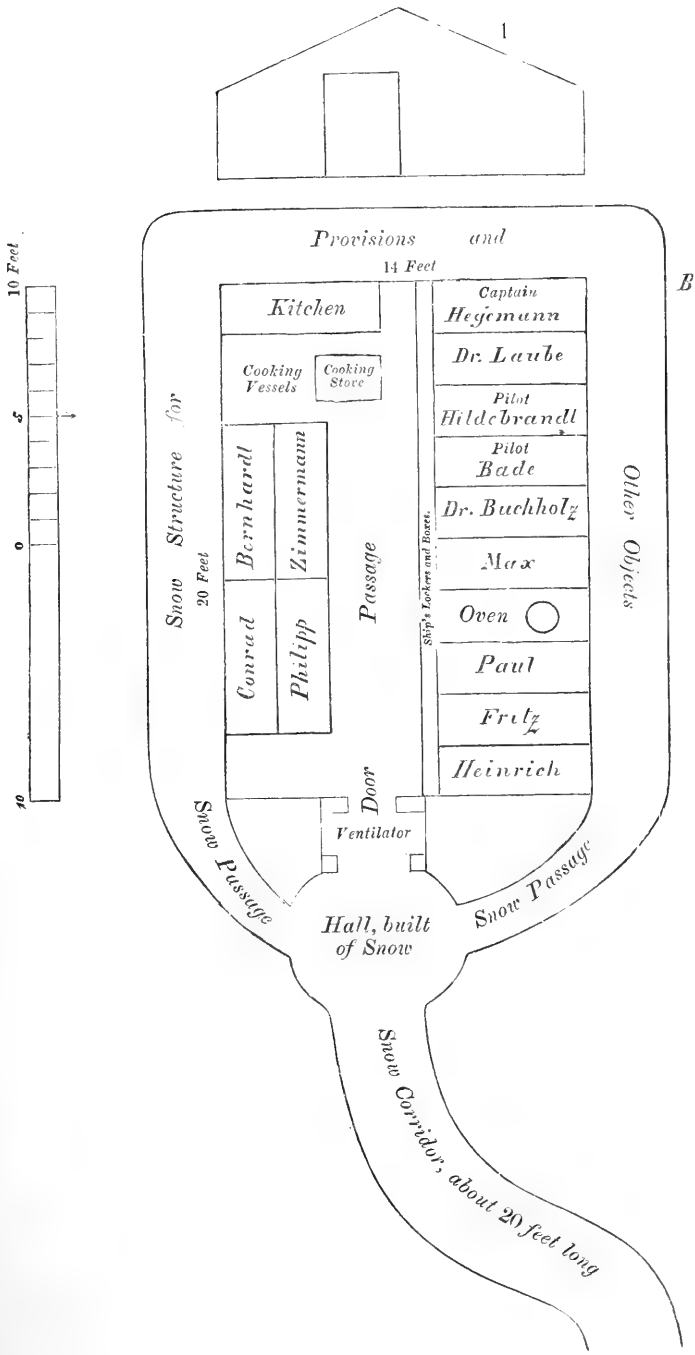 1
Provisions and
14 Feet
B
10 Feet
5
0
10
Kitchen
Captain
Hegemann
Dr. Laube
Cooking
Vessels
Cooking
Stove
Pilot
Hildebrandt
Pilot
Bade
Snow Structure for
20 Feet
Bernhardt
Zimmermann
Conrad
Philipp
Passage
Ship's Lockers and Boxes.
Dr. Buchholz
Max
Oven
Paul
Fritz
Heinrich
Other Objects
Door
Ventilator
Snow Passage
Snow Passage
Hall, built
of Snow
Snow Corridor, about 20 feet long